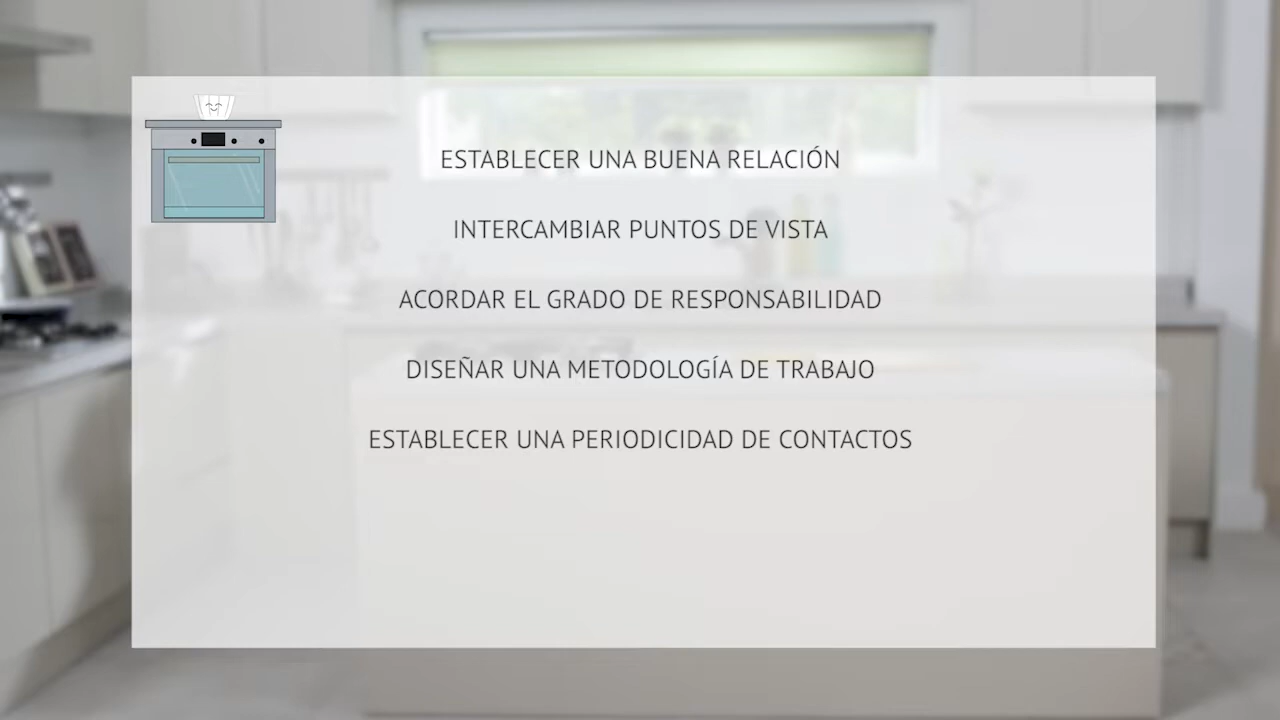 ESTABLECER UNA BUENA RELACIÓN
INTERCAMBIAR PUNTOS DE VISTA
ACORDAR EL GRADO DE RESPONSABILIDAD
DISEÑAR UNA METODOLOGÍA DE TRABAJO
ESTABLECER UNA PERIODICIDAD DE CONTACTOS